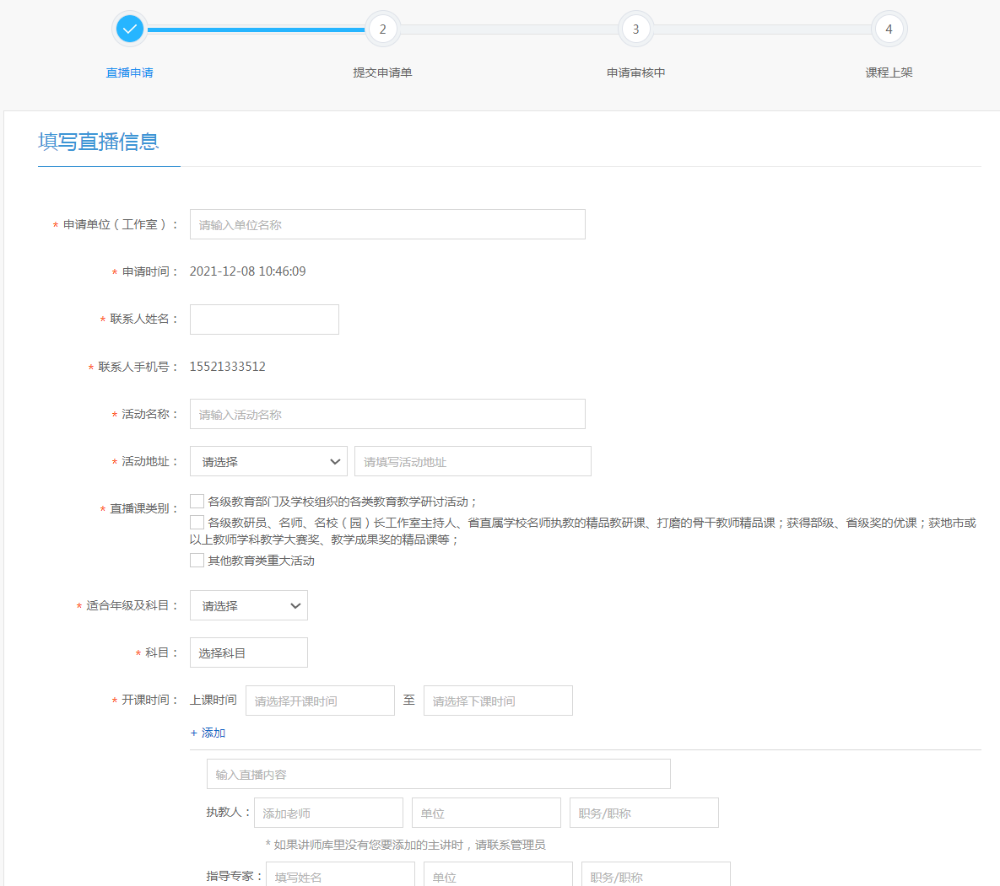 2 3 4
直播申请 提交申请单 申请审核中 课程上架
填写直播信息
* 申请单位（工作室）： 请输入单位名称
* 申请时间： 2021-12-08 10:46:09
* 联系人姓名：
* 联系人手机号： 15521333512
* 活动名称： 请输入活动名称
* 活动地址： 请选择 请填写活动地址
* 直播课类别： 各级教育部门及学校组织的各类教育教学研讨活动；
各级教研员、名师、名校（园）长工作室主持人、省直属学校名师执教的精品教研课、打磨的骨干教师精品课；获得部级、省级奖的优课；获地市或
以上教师学科教学大赛奖、教学成果奖的精品课等；
其他教育类重大活动
* 适合年级及科目： 请选择
* 科目： 选择科目
* 开课时间： 上课时间 请选择开课时间 至 请选择下课时间
+ 添加
输入直播内容
执教人： 添加老师 单位 职务/职称
* 如果讲师库里没有您要添加的主讲时，请联系管理员
指导专家： 填写姓名 单位 职务/职称